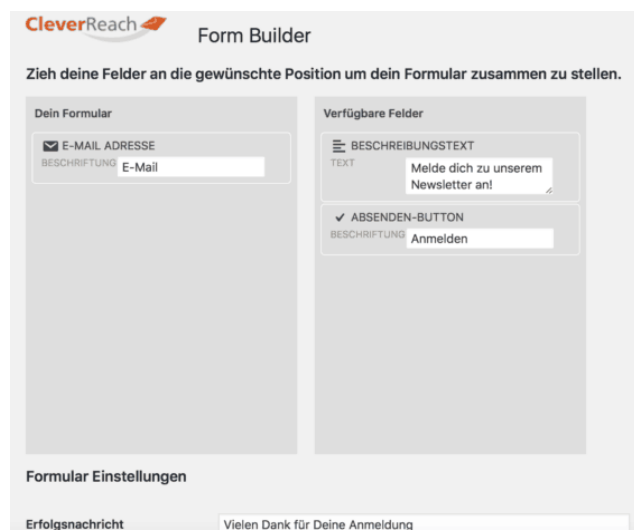 CleverReach
Form Builder
Zieh deine Felder an die gewünschte Position um dein Formular zusammen zu stellen.
Dein Formular
E-MAIL ADRESSE
BESCHRIFTUNG E-Mail
Verfügbare Felder
BESCHREIBUNGSTEXT
TEXT Melde dich zu unserem
Newsletter an!
ABSENDEN-BUTTON
BESCHRIFTUNG Anmelden
Formular Einstellungen
Erfolgsnachricht Vielen Dank für Deine Anmeldung